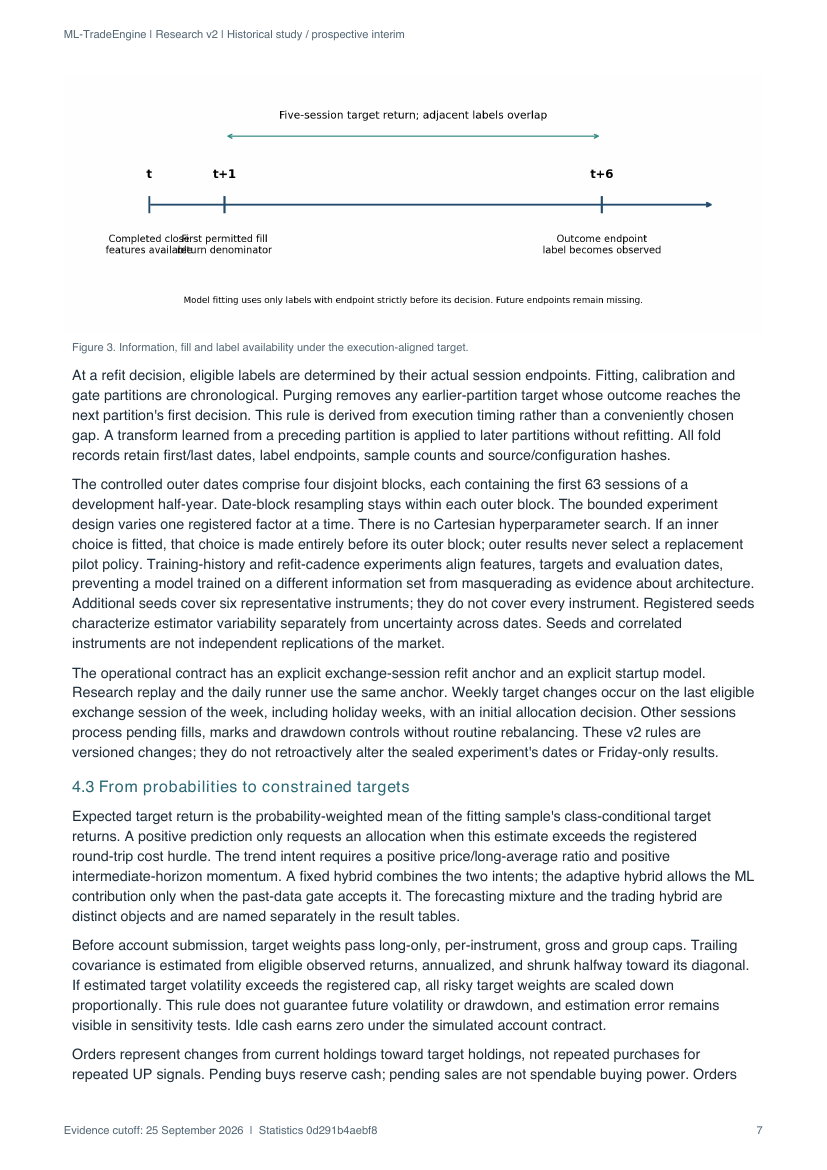 ML-TradeEngine | Research v2 | Historical study / prospective interim
Five-session target return; adjacent labels overlap
t
t+1
t+6
Completed close
features available
First permitted fill
return denominator
Outcome endpoint
label becomes observed
Model fitting uses only labels with endpoint strictly before its decision. Future endpoints remain missing.
Figure 3. Information, fill and label availability under the execution-aligned target.
At a refit decision, eligible labels are determined by their actual session endpoints. Fitting, calibration and
gate partitions are chronological. Purging removes any earlier-partition target whose outcome reaches the
next partition's first decision. This rule is derived from execution timing rather than a conveniently chosen
gap. A transform learned from a preceding partition is applied to later partitions without refitting. All fold
records retain first/last dates, label endpoints, sample counts and source/configuration hashes.
The controlled outer dates comprise four disjoint blocks, each containing the first 63 sessions of a
development half-year. Date-block resampling stays within each outer block. The bounded experiment
design varies one registered factor at a time. There is no Cartesian hyperparameter search. If an inner
choice is fitted, that choice is made entirely before its outer block; outer results never select a replacement
pilot policy. Training-history and refit-cadence experiments align features, targets and evaluation dates,
preventing a model trained on a different information set from masquerading as evidence about architecture.
Additional seeds cover six representative instruments; they do not cover every instrument. Registered seeds
characterize estimator variability separately from uncertainty across dates. Seeds and correlated
instruments are not independent replications of the market.
The operational contract has an explicit exchange-session refit anchor and an explicit startup model.
Research replay and the daily runner use the same anchor. Weekly target changes occur on the last eligible
exchange session of the week, including holiday weeks, with an initial allocation decision. Other sessions
process pending fills, marks and drawdown controls without routine rebalancing. These v2 rules are
versioned changes; they do not retroactively alter the sealed experiment's dates or Friday-only results.
4.3 From probabilities to constrained targets
Expected target return is the probability-weighted mean of the fitting sample's class-conditional target
returns. A positive prediction only requests an allocation when this estimate exceeds the registered
round-trip cost hurdle. The trend intent requires a positive price/long-average ratio and positive
intermediate-horizon momentum. A fixed hybrid combines the two intents; the adaptive hybrid allows the ML
contribution only when the past-data gate accepts it. The forecasting mixture and the trading hybrid are
distinct objects and are named separately in the result tables.
Before account submission, target weights pass long-only, per-instrument, gross and group caps. Trailing
covariance is estimated from eligible observed returns, annualized, and shrunk halfway toward its diagonal.
If estimated target volatility exceeds the registered cap, all risky target weights are scaled down
proportionally. This rule does not guarantee future volatility or drawdown, and estimation error remains
visible in sensitivity tests. Idle cash earns zero under the simulated account contract.
Orders represent changes from current holdings toward target holdings, not repeated purchases for
repeated UP signals. Pending buys reserve cash; pending sales are not spendable buying power. Orders
Evidence cutoff: 25 September 2026 | Statistics 0d291b4aebf8
7